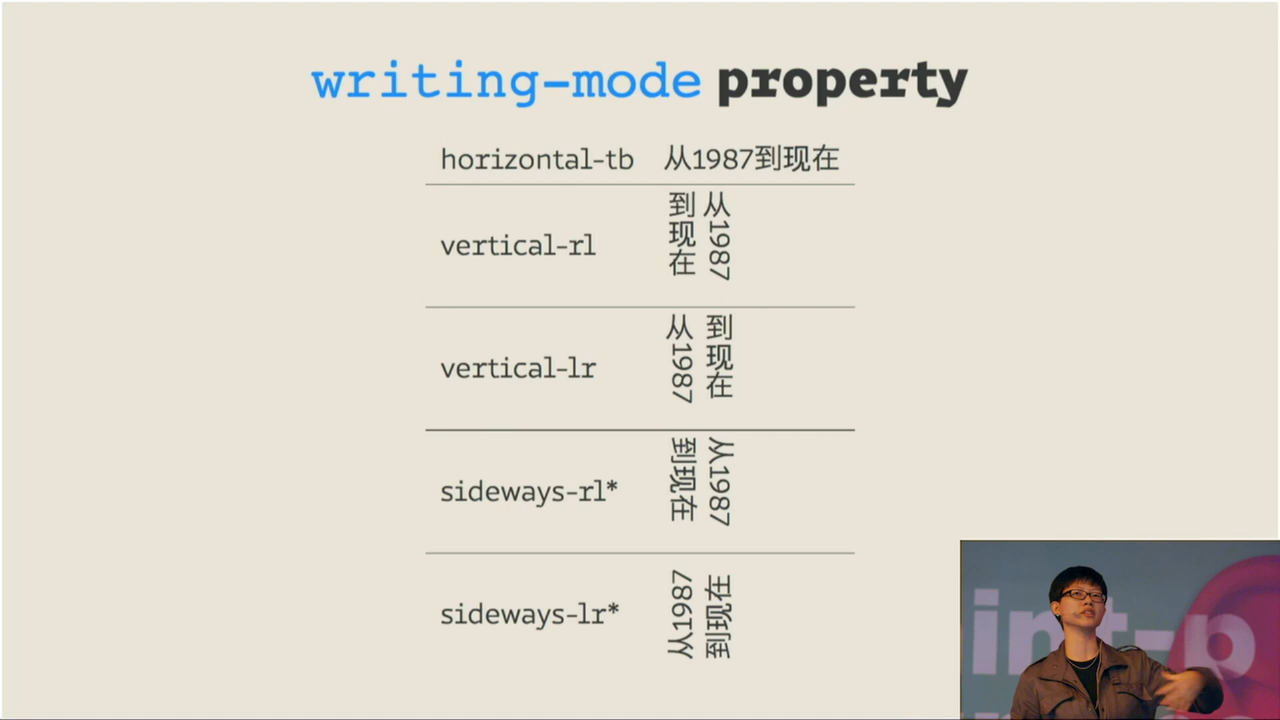 writing-mode property
horizontal-tb 从1987到现在
vertical-rl
从1987
到现在
vertical-lr
从1987
到现在
sideways-rl*
从1987
到现在
sideways-lr*
从1987
到现在
int-p